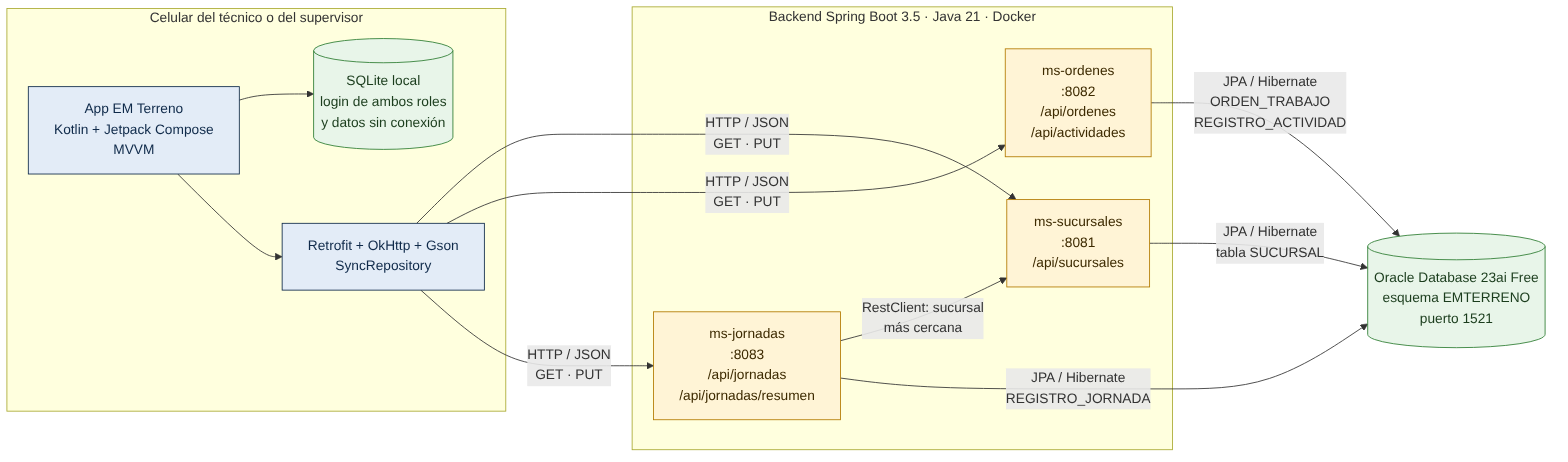 Celular del técnico o del supervisor
App EM Terreno
Kotlin + Jetpack Compose
MVVM
SQLite local
login de ambos roles
y datos sin conexión
Retrofit + OkHttp + Gson
SyncRepository
HTTP / JSON
GET · PUT
HTTP / JSON
GET · PUT
HTTP / JSON
GET · PUT
Backend Spring Boot 3.5 · Java 21 · Docker
ms-ordenes
:8082
/api/ordenes
/api/actividades
ms-sucursales
:8081
/api/sucursales
RestClient: sucursal
más cercana
ms-jornadas
:8083
/api/jornadas
/api/jornadas/resumen
JPA / Hibernate
ORDEN_TRABAJO
REGISTRO_ACTIVIDAD
JPA / Hibernate
tabla SUCURSAL
JPA / Hibernate
REGISTRO_JORNADA
Oracle Database 23ai Free
esquema EMTERRENO
puerto 1521